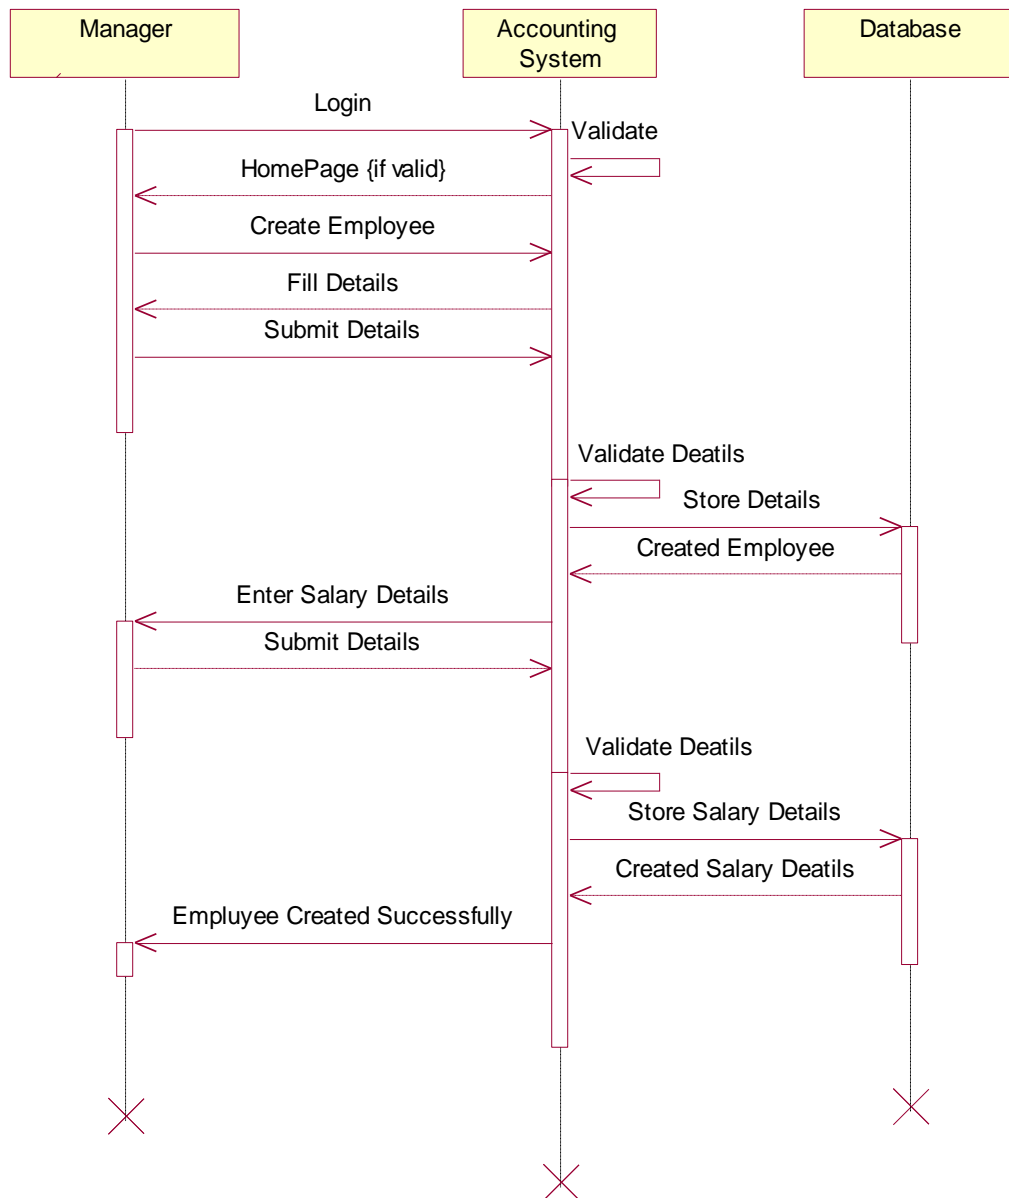 Manager
Accounting
System
Database
Login
Validate
HomePage {if valid}
Create Employee
Fill Details
Submit Details
Validate Deatils
Store Details
Created Employee
Enter Salary Details
Submit Details
Validate Deatils
Store Salary Details
Created Salary Deatils
Empluyee Created Successfully